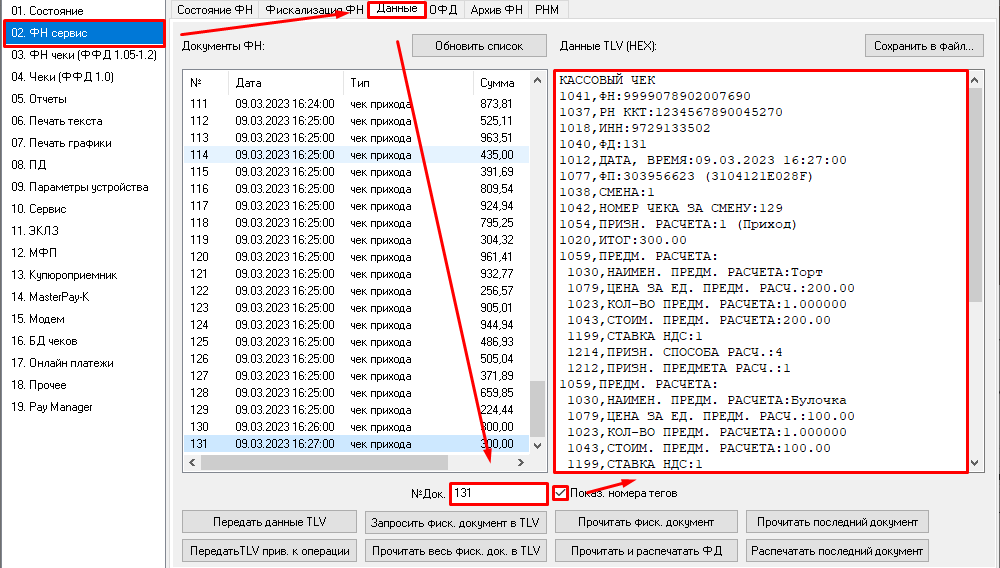 01. Состояние
02. ФН сервис
03. ФН чеки (ФФД 1.05-1.2)
04. Чеки (ФФД 1.0)
05. Отчеты
06. Печать текста
07. Печать графики
08. ПД
09. Параметры устройства
10. Сервис
11. ЭКЛЗ
12. МФП
13. Купюроприемник
14. MasterPay-K
15. Модем
16. БД чеков
17. Онлайн платежи
18. Прочее
19. Pay Manager
Состояние ФН Фискализация ФН Данные ОФД Архив ФН РНМ
Документы ФН:
Обновить список
№ Дата Тип Сумма
111 09.03.2023 16:24:00 чек прихода 873,81
112 09.03.2023 16:25:00 чек прихода 525,11
113 09.03.2023 16:25:00 чек прихода 963,51
114 09.03.2023 16:25:00 чек прихода 435,00
115 09.03.2023 16:25:00 чек прихода 391,69
116 09.03.2023 16:25:00 чек прихода 809,54
117 09.03.2023 16:25:00 чек прихода 924,94
118 09.03.2023 16:25:00 чек прихода 795,25
119 09.03.2023 16:25:00 чек прихода 304,32
120 09.03.2023 16:25:00 чек прихода 961,41
121 09.03.2023 16:25:00 чек прихода 932,77
122 09.03.2023 16:25:00 чек прихода 256,57
123 09.03.2023 16:25:00 чек прихода 905,01
124 09.03.2023 16:25:00 чек прихода 944,94
125 09.03.2023 16:25:00 чек прихода 486,93
126 09.03.2023 16:25:00 чек прихода 505,04
127 09.03.2023 16:25:00 чек прихода 371,89
128 09.03.2023 16:25:00 чек прихода 659,85
129 09.03.2023 16:25:00 чек прихода 224,44
130 09.03.2023 16:26:00 чек прихода 300,00
131 09.03.2023 16:27:00 чек прихода 300,00
Данные TLV (HEX):
Сохранить в файл...
КАССОВЫЙ ЧЕК
1041,ФН:9999078902007690
1037,РН ККТ:1234567890045270
1018,ИНН:9729133502
1040,ФД:131
1012,ДАТА, ВРЕМЯ:09.03.2023 16:27:00
1077,ФП:303956623 (3104121E028F)
1038,СМЕНА:1
1042,НОМЕР ЧЕКА ЗА СМЕНУ:129
1054,ПРИЗН. РАСЧЕТА:1 (Приход)
1020,ИТОГ:300.00
1059,ПРЕДМ. РАСЧЕТА:
1030,НАИМЕН. ПРЕДМ. РАСЧЕТА:Торт
1079,ЦЕНА ЗА ЕД. ПРЕДМ. РАСЧ.:200.00
1023,КОЛ-ВО ПРЕДМ. РАСЧЕТА:1.000000
1043,СТОИМ. ПРЕДМ. РАСЧЕТА:200.00
1199,СТАВКА НДС:1
1214,ПРИЗН. СПОСОБА РАСЧ.:4
1212,ПРИЗН. ПРЕДМЕТА РАСЧ.:1
1059,ПРЕДМ. РАСЧЕТА:
1030,НАИМЕН. ПРЕДМ. РАСЧЕТА:Булочка
1079,ЦЕНА ЗА ЕД. ПРЕДМ. РАСЧ.:100.00
1023,КОЛ-ВО ПРЕДМ. РАСЧЕТА:1.000000
1043,СТОИМ. ПРЕДМ. РАСЧЕТА:100.00
1199,СТАВКА НДС:1
№Док. 131 Показ. номера тегов
Передать данные TLV Запросить фиск. документ в TLV Прочитать фиск. документ Прочитать последний документ
ПередатьTLV прив. к операции Прочитать весь фиск. док. в TLV Прочитать и распечатать ФД Распечатать последний документ